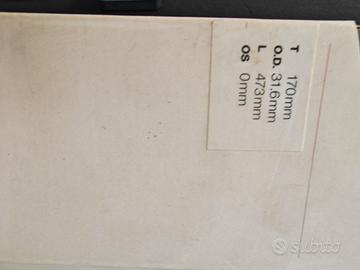 T 170mm
O.D. 31.6mm
L 473mm
OS 0mm
subito